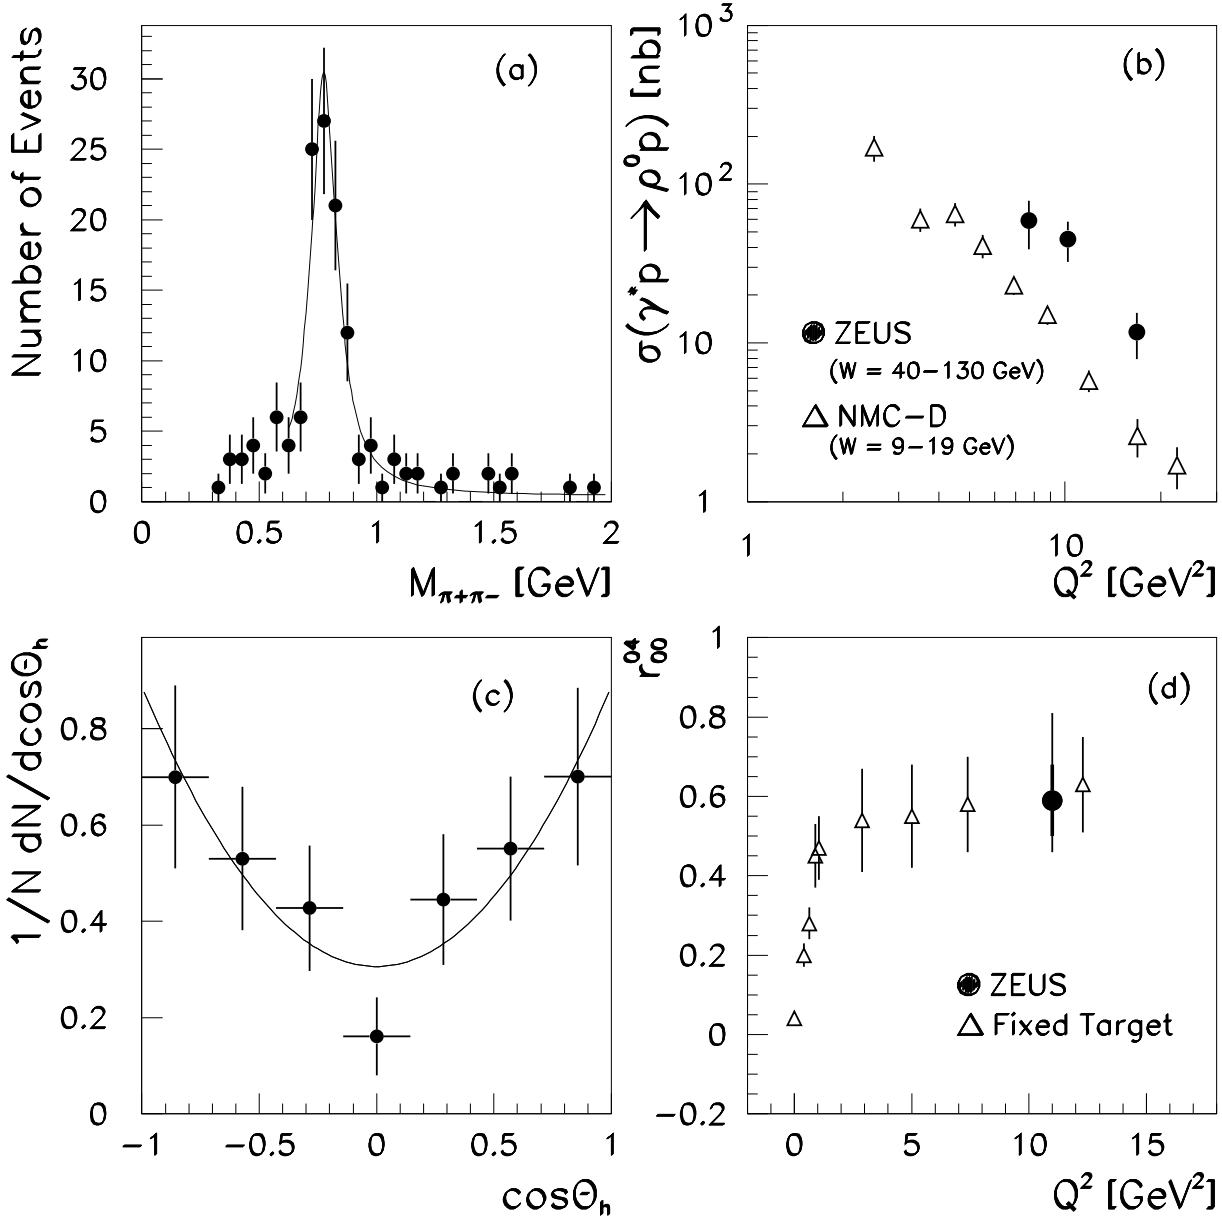 Number of Events
30
25
20
15
10
5
0
(a)
0 0.5 1 1.5 2
M π+π- [GeV]
σ(γ*p → ρ⁰p) [nb]
10³
10²
10
1
(b)
ZEUS
(W = 40-130 GeV)
NMC-D
(W = 9-19 GeV)
1 10
Q² [GeV²]
1/N dN/dcosΘh
0.8
0.6
0.4
0.2
0
(c)
-1 -0.5 0 0.5 1
cosΘh
r⁰⁴₀₀
1
0.8
0.6
0.4
0.2
0
-0.2
(d)
ZEUS
Fixed Target
0 5 10 15
Q² [GeV²]